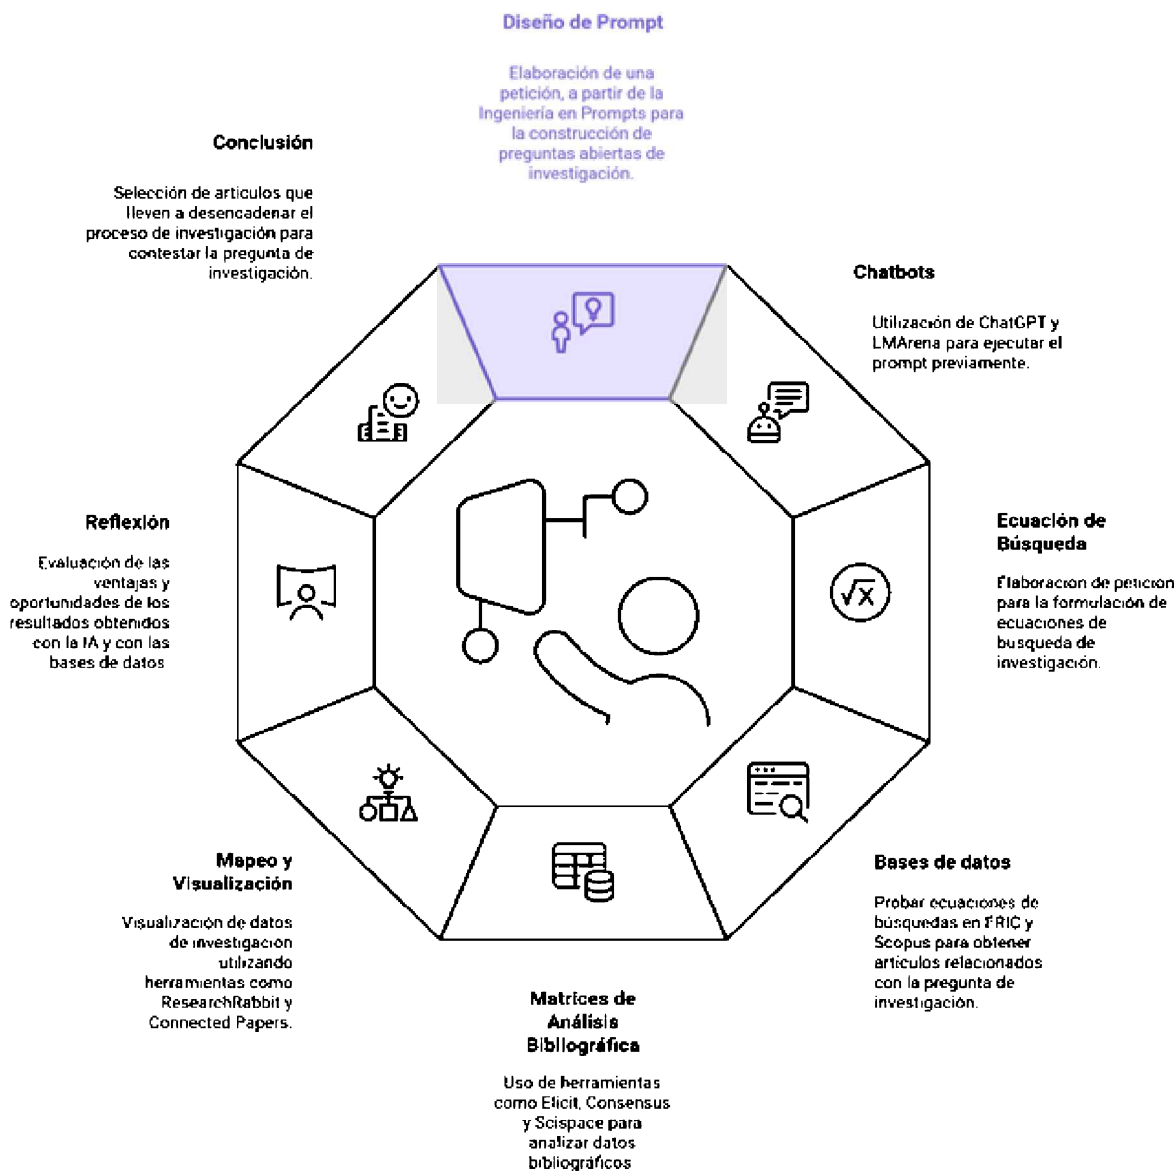 Diseño de Prompt
Elaboración de una
petición, a partir de la
Ingeniería en Prompts para
la construcción de
preguntas abiertas de
investigación.
Chatbots
Utilización de ChatGPT y
LMArena para ejecutar el
prompt previamente.
Ecuación de
Búsqueda
Elaboración de petición
para la formulación de
ecuaciones de
busqueda de
investigación.
Bases de datos
Probar ecuaciones de
búsquedas en ERIC y
Scopus para obtener
artículos relacionados
con la pregunta de
investigación.
Matrices de
Análisis
Bibliográfica
Uso de herramientas
como Elicit, Consensus
y Scispace para
analizar datos
bibliográficos
Mapeo y
Visualización
Visualización de datos
de investigación
utilizando
herramientas como
ResearchRabbit y
Connected Papers.
Reflexión
Evaluación de las
ventajas y
oportunidades de los
resultados obtenidos
con la IA y con las
bases de datos
Conclusión
Selección de artículos que
lleven a desencadenar el
proceso de investigación para
contestar la pregunta de
investigación.
√x